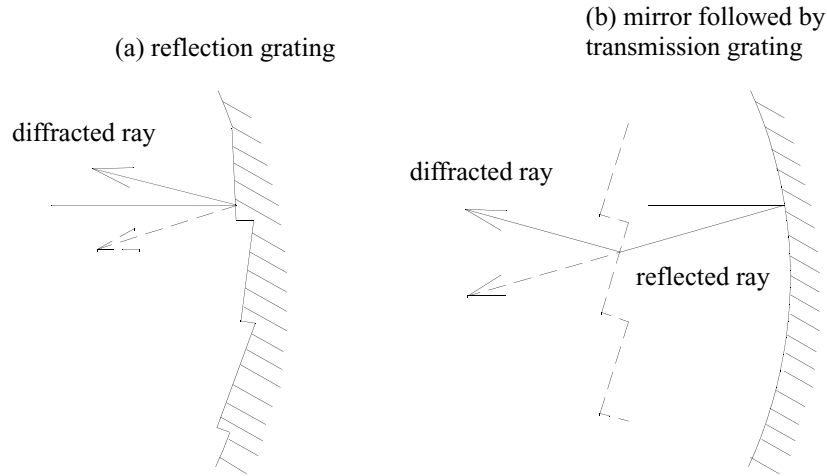 (a) reflection grating
diffracted ray
(b) mirror followed by
transmission grating
diffracted ray
reflected ray